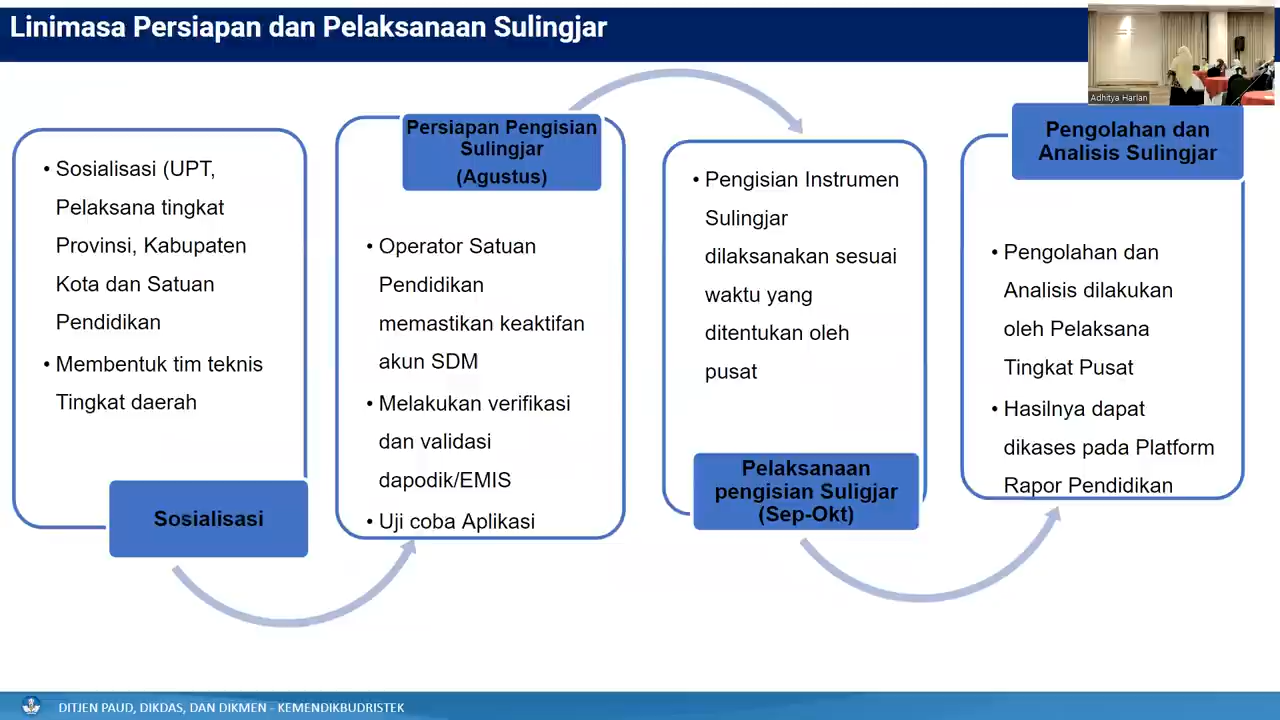 Linimasa Persiapan dan Pelaksanaan Sulingjar
Adhitya Harlan
• Sosialisasi (UPT,
Pelaksana tingkat
Provinsi, Kabupaten
Kota dan Satuan
Pendidikan
• Membentuk tim teknis
Tingkat daerah
Sosialisasi
Persiapan Pengisian
Sulingjar
(Agustus)
• Operator Satuan
Pendidikan
memastikan keaktifan
akun SDM
• Melakukan verifikasi
dan validasi
dapodik/EMIS
• Uji coba Aplikasi
• Pengisian Instrumen
Sulingjar
dilaksanakan sesuai
waktu yang
ditentukan oleh
pusat
Pelaksanaan
pengisian Suligjar
(Sep-Okt)
Pengolahan dan
Analisis Sulingjar
• Pengolahan dan
Analisis dilakukan
oleh Pelaksana
Tingkat Pusat
• Hasilnya dapat
dikases pada Platform
Rapor Pendidikan
DITJEN PAUD, DIKDAS, DAN DIKMEN - KEMENDIKBUDRISTEK